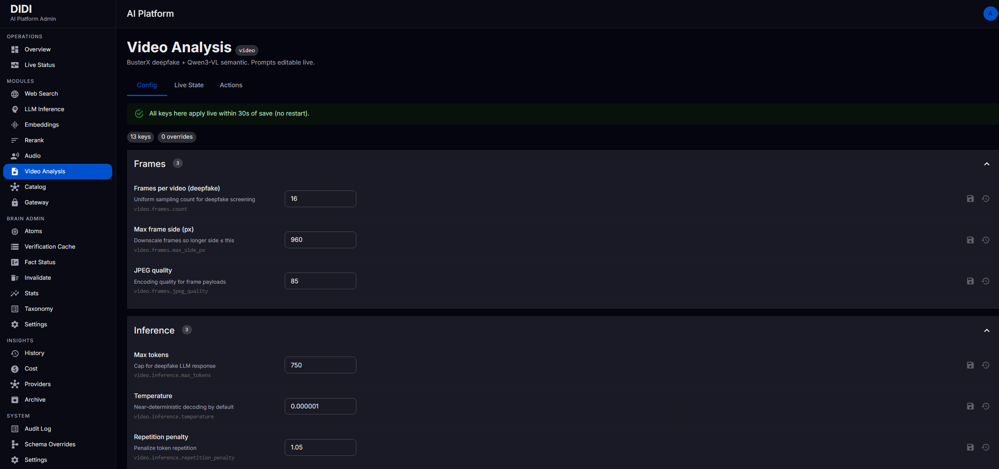 DIDI
AI Platform Admin
OPERATIONS
Overview
Live Status
MODULES
Web Search
LLM Inference
Embeddings
Rerank
Audio
Video Analysis
Catalog
Gateway
BRAIN ADMIN
Atoms
Verification Cache
Fact Status
Invalidate
Stats
Taxonomy
Settings
INSIGHTS
History
Cost
Providers
Archive
SYSTEM
Audit Log
Schema Overrides
Settings
AI Platform
A
Video Analysis video
BusterX deepfake + Qwen3-VL semantic. Prompts editable live.
Config Live State Actions
All keys here apply live within 30s of save (no restart).
13 keys 0 overrides
Frames 3
Frames per video (deepfake)
Uniform sampling count for deepfake screening
video.frames.count
16
Max frame side (px)
Downscale frames so longer side ≤ this
video.frames.max_side_px
960
JPEG quality
Encoding quality for frame payloads
video.frames.jpeg_quality
85
Inference 3
Max tokens
Cap for deepfake LLM response
video.inference.max_tokens
750
Temperature
Near-deterministic decoding by default
video.inference.temperature
0.000001
Repetition penalty
Penalize token repetition
video.inference.repetition_penalty
1.05